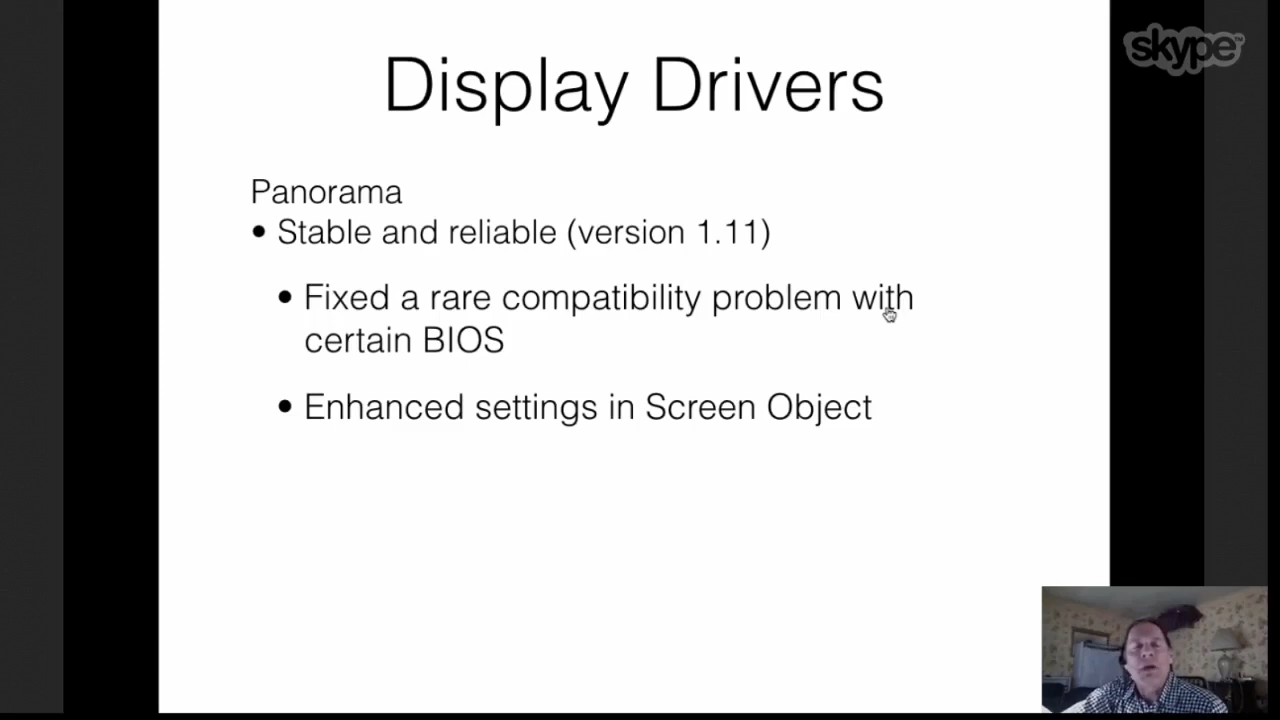 skype™
Display Drivers
Panorama
• Stable and reliable (version 1.11)
• Fixed a rare compatibility problem with
certain BIOS
• Enhanced settings in Screen Object